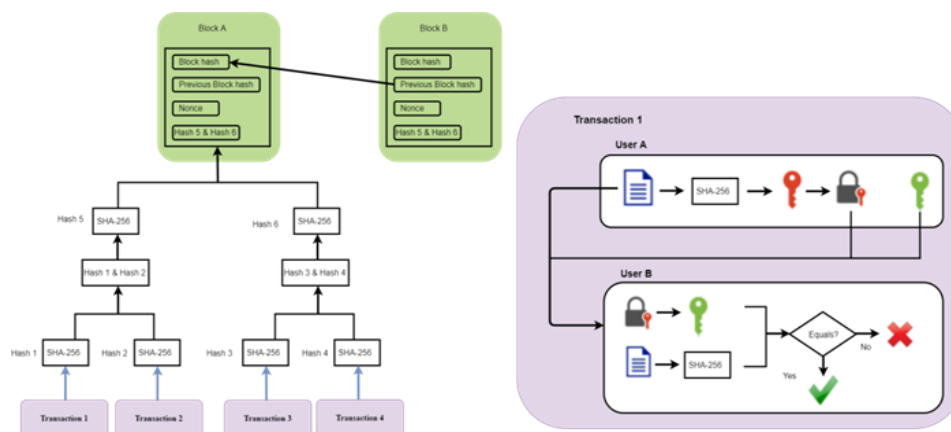 Block A
Block hash
Previous Block hash
Nonce
Hash 5 & Hash 6
Block B
Block hash
Previous Block hash
Nonce
Hash 5 & Hash 6
Hash 5
SHA-256
Hash 6
SHA-256
Hash 1 & Hash 2
Hash 3 & Hash 4
Hash 1
SHA-256
Hash 2
SHA-256
Hash 3
SHA-256
Hash 4
SHA-256
Transaction 1
Transaction 2
Transaction 3
Transaction 4
Transaction 1
User A
SHA-256
User B
SHA-256
Equals?
No
Yes